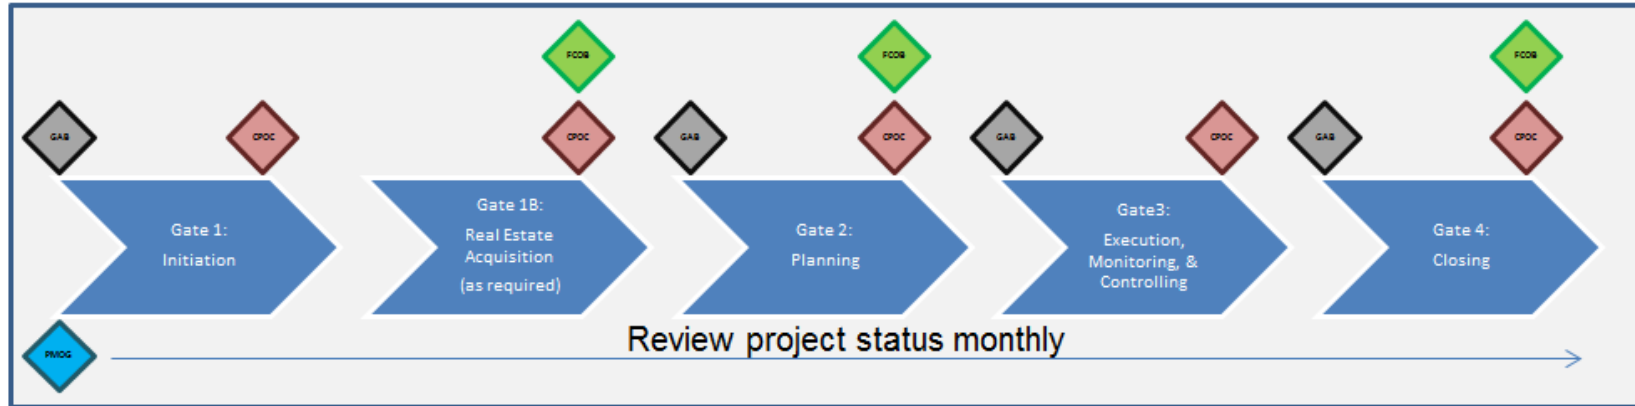 FCOB
FCOB
FCOB
GAB
CPOC
CPOC
GAB
CPOC
GAB
CPOC
GAB
CPOC
Gate 1:
Initiation
Gate 1B:
Real Estate
Acquisition
(as required)
Gate 2:
Planning
Gate3:
Execution,
Monitoring, &
Controlling
Gate 4:
Closing
PMOG
Review project status monthly